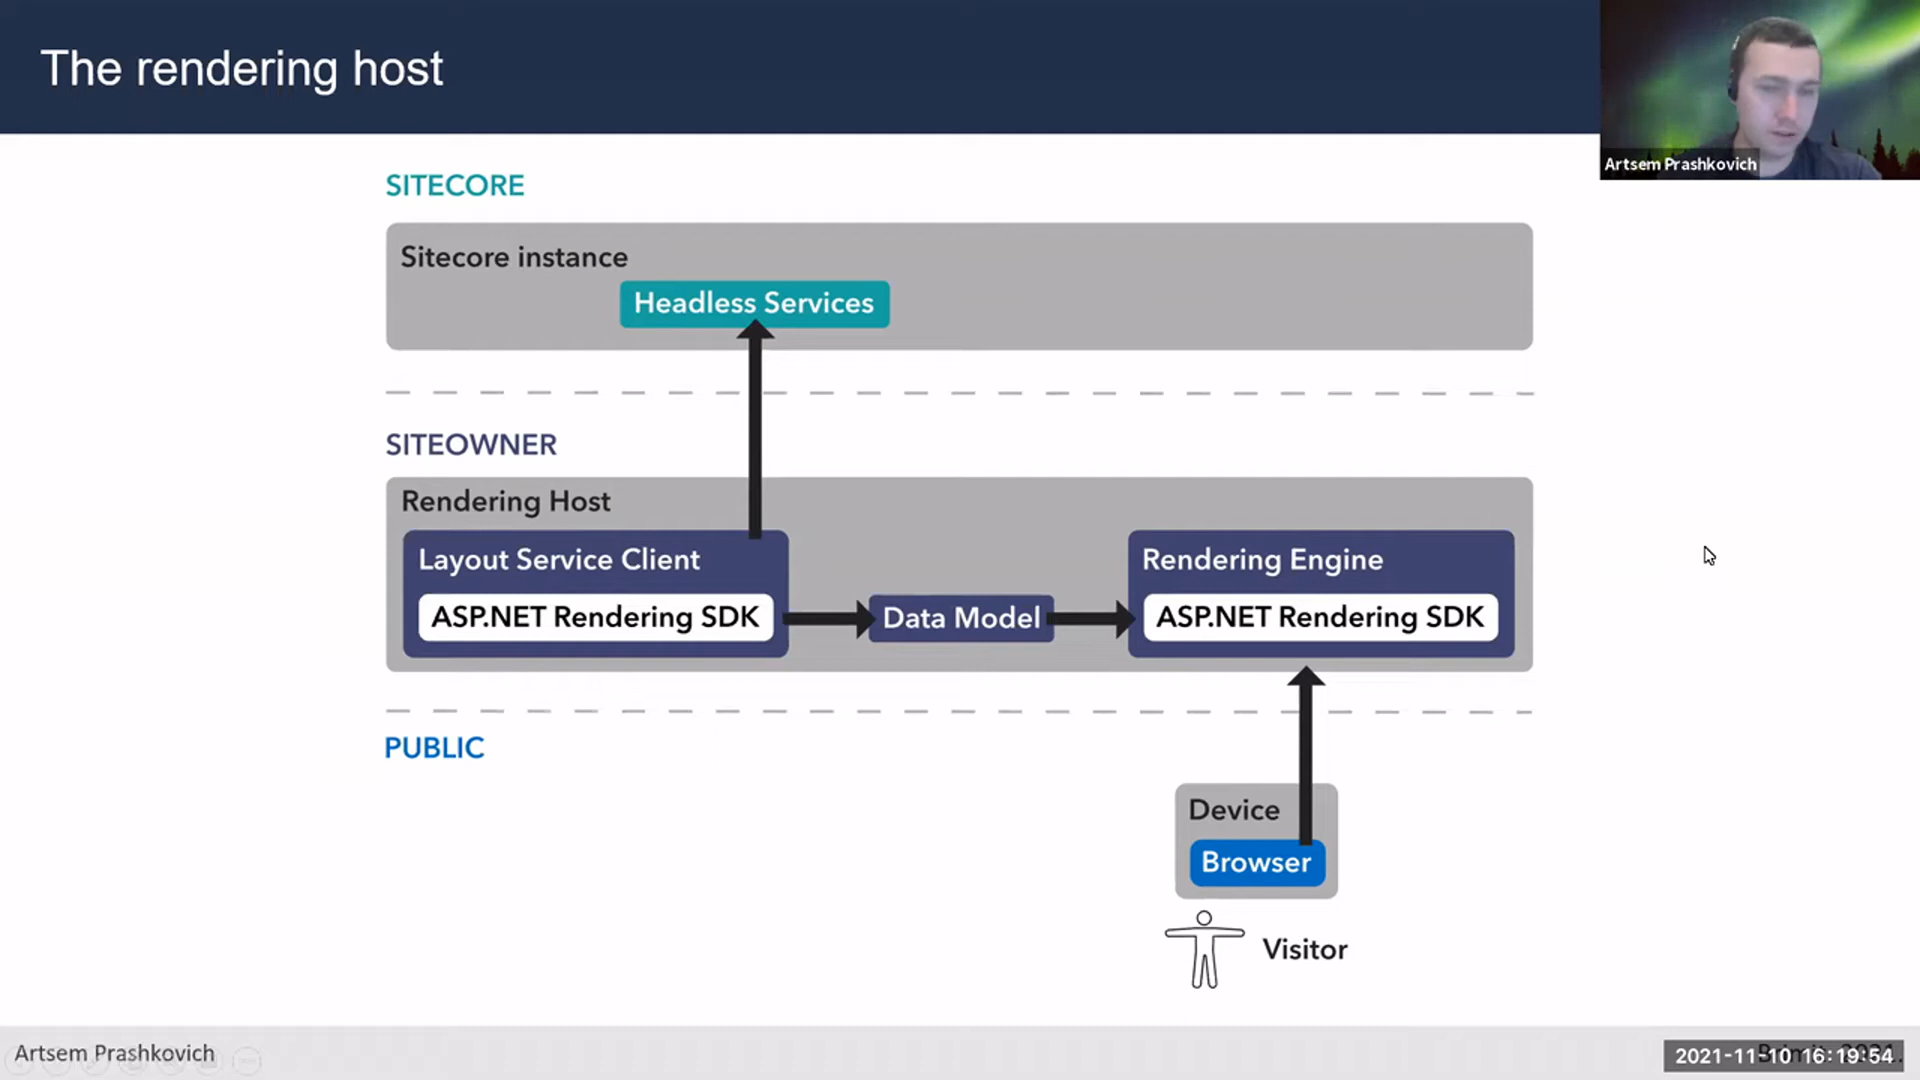 The rendering host
Artsem Prashkovich
SITECORE
Sitecore instance
Headless Services
SITEOWNER
Rendering Host
Layout Service Client
ASP.NET Rendering SDK
Data Model
Rendering Engine
ASP.NET Rendering SDK
PUBLIC
Device
Browser
Visitor
Artsem Prashkovich
2021-11-10 16:19:54